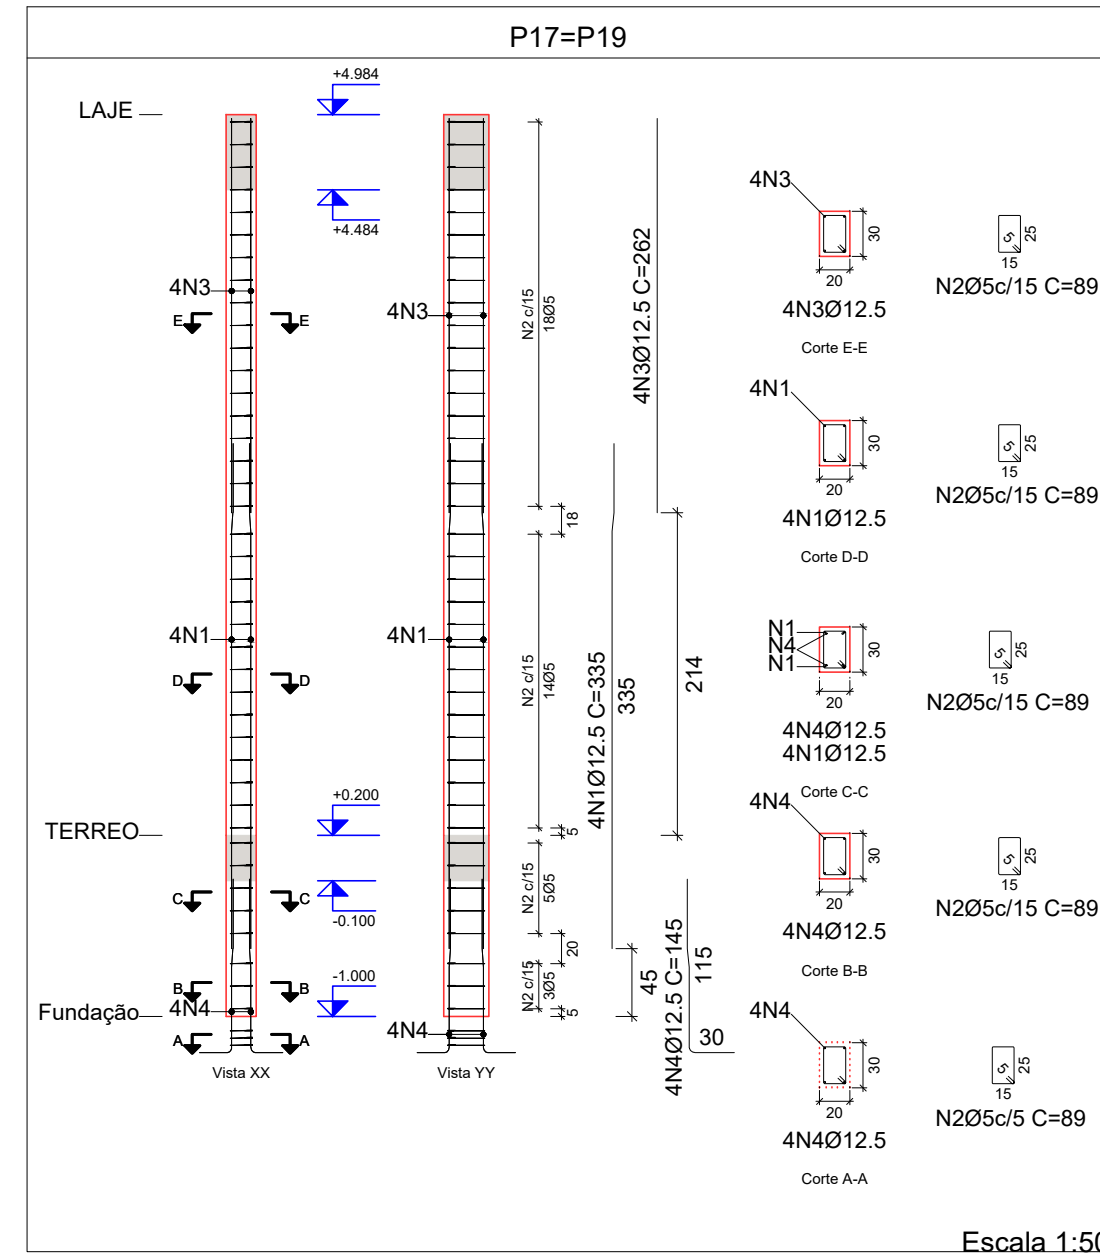 P17=P19
LAJE
+4.984
+4.484
4N3
E
E
4N1
D
D
+0.200
TERREO
-0.100
C
C
-1.000
B
B
Fundação
4N4
A
A
Vista XX
4N3
4N1
4N4
Vista YY
N2 c/15
18Ø5
18
N2 c/15
14Ø5
5
N2 c/15
5Ø5
20
N2 c/15
3Ø5
5
4N1Ø12.5 C=335
335
4N3Ø12.5 C=262
214
45
4N4Ø12.5 C=145
115
30
4N3
30
20
4N3Ø12.5
Corte E-E
5
25
15
N2Ø5c/15 C=89
4N1
30
20
4N1Ø12.5
Corte D-D
5
25
15
N2Ø5c/15 C=89
N1
N4
N1
30
20
4N4Ø12.5
4N1Ø12.5
Corte C-C
5
25
15
N2Ø5c/15 C=89
4N4
30
20
4N4Ø12.5
Corte B-B
5
25
15
N2Ø5c/15 C=89
4N4
30
20
4N4Ø12.5
Corte A-A
5
25
15
N2Ø5c/5 C=89
Escala 1:50